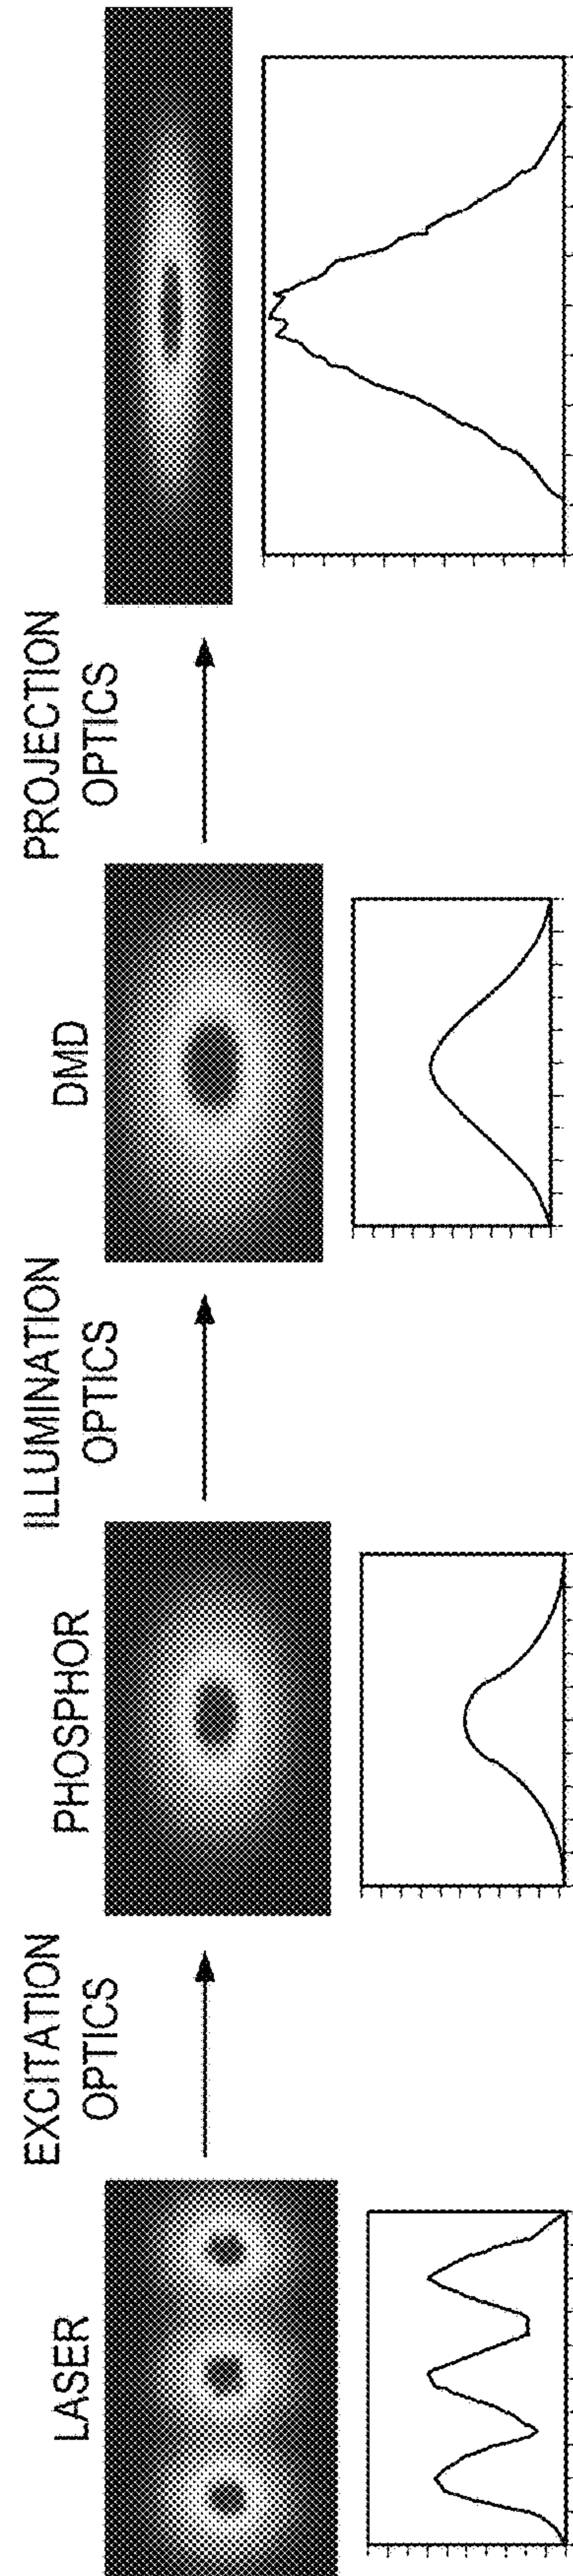 LASER
EXCITATION
OPTICS
PHOSPHOR
ILLUMINATION
OPTICS
DMD
PROJECTION
OPTICS